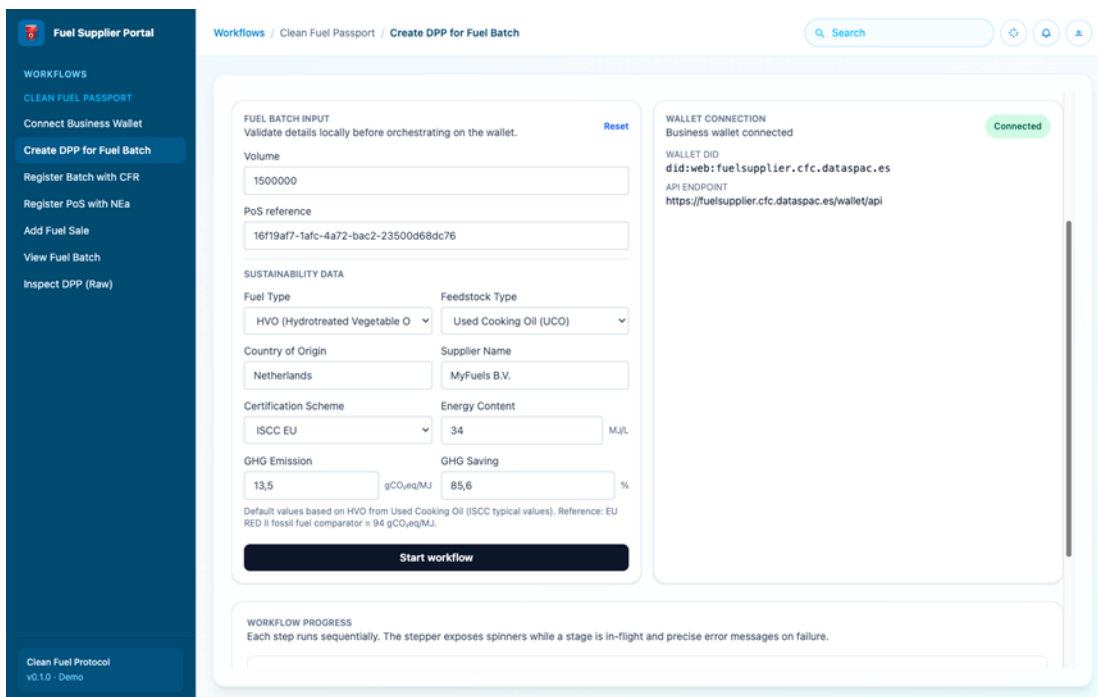 Fuel Supplier Portal
WORKFLOWS
CLEAN FUEL PASSPORT
Connect Business Wallet
Create DPP for Fuel Batch
Register Batch with CFR
Register PoS with NEa
Add Fuel Sale
View Fuel Batch
Inspect DPP (Raw)
Clean Fuel Protocol
v0.1.0 - Demo
Workflows / Clean Fuel Passport / Create DPP for Fuel Batch
Search
FUEL BATCH INPUT
Validate details locally before orchestrating on the wallet.
Reset
Volume
1500000
PoS reference
16f19af7-1afc-4a72-bac2-23500d68dc76
SUSTAINABILITY DATA
Fuel Type Feedstock Type
HVO (Hydrotreated Vegetable O Used Cooking Oil (UCO)
Country of Origin Supplier Name
Netherlands MyFuels B.V.
Certification Scheme Energy Content
ISCC EU 34 MJ/L
GHG Emission GHG Saving
13,5 gCO₂eq/MJ 85,6 %
Default values based on HVO from Used Cooking Oil (ISCC typical values). Reference: EU
RED II fossil fuel comparator = 94 gCO₂eq/MJ.
Start workflow
WALLET CONNECTION
Business wallet connected
Connected
WALLET DID
did:web:fuelsupplier.cfc.dataspac.es
API ENDPOINT
https://fuelsupplier.cfc.dataspac.es/wallet/api
WORKFLOW PROGRESS
Each step runs sequentially. The stepper exposes spinners while a stage is in-flight and precise error messages on failure.